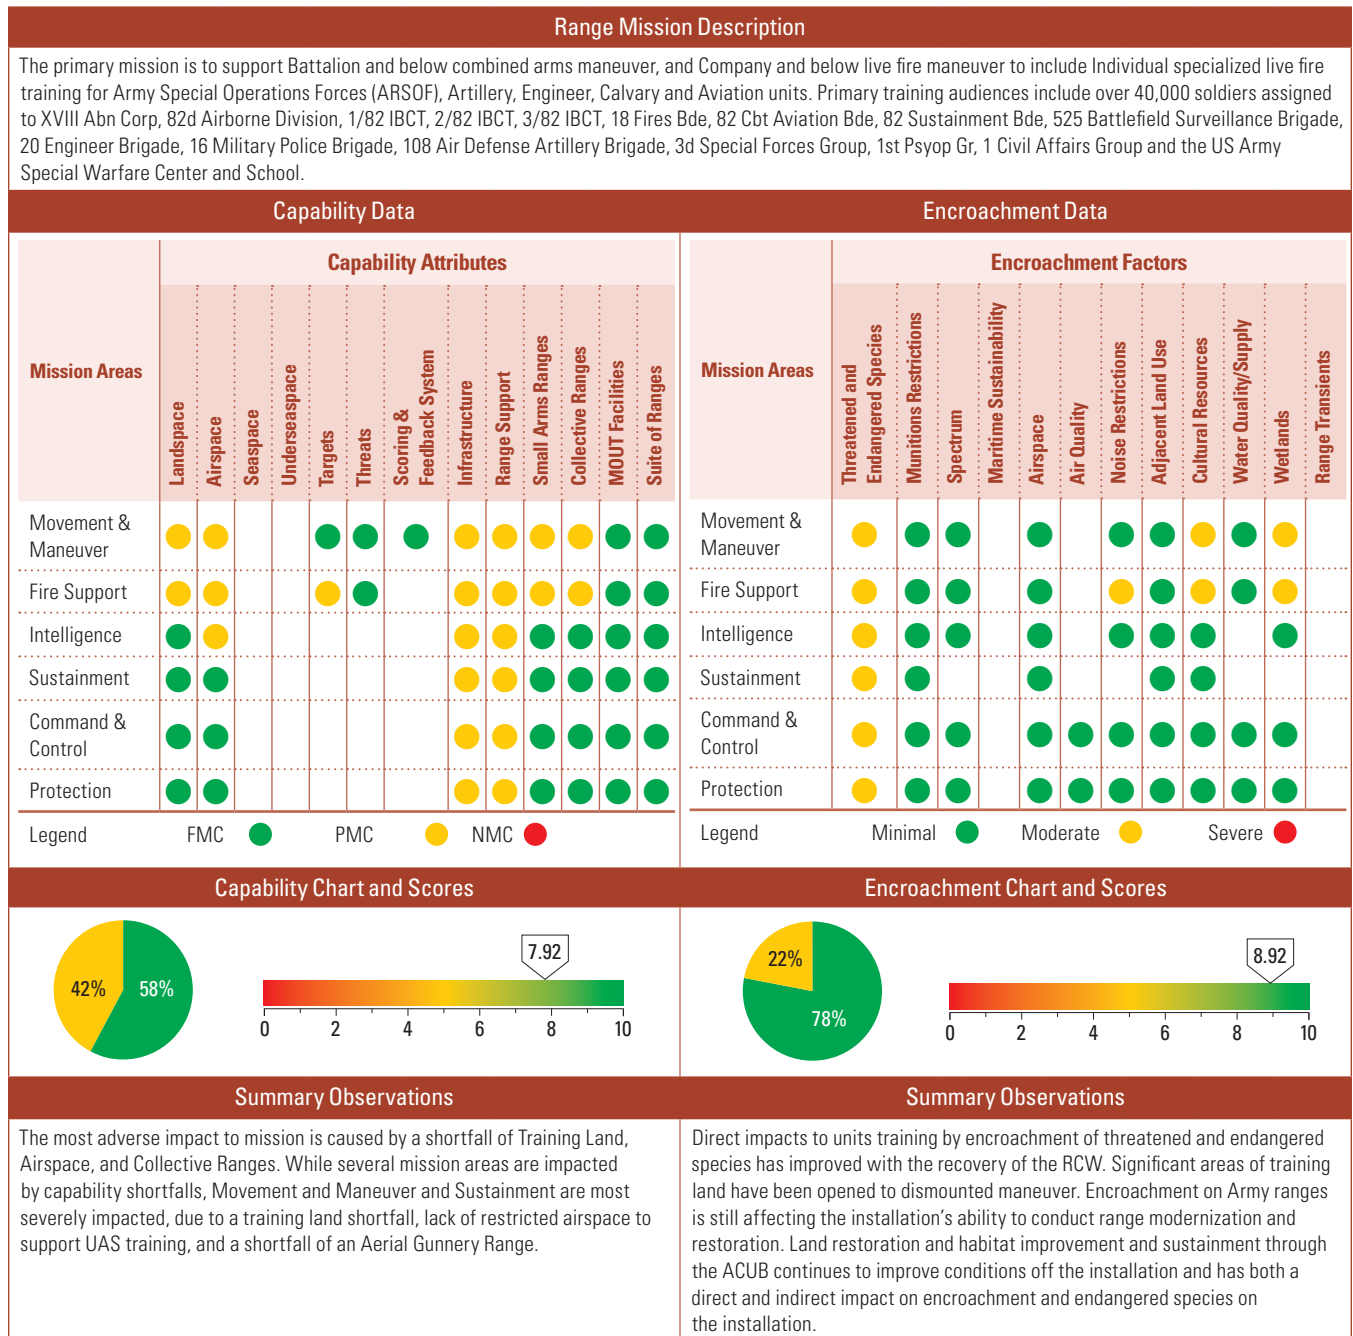 Range Mission Description
The primary mission is to support Battalion and below combined arms maneuver, and Company and below live fire maneuver to include Individual specialized live fire
training for Army Special Operations Forces (ARSOF), Artillery, Engineer, Calvary and Aviation units. Primary training audiences include over 40,000 soldiers assigned
to XVIII Abn Corp, 82d Airborne Division, 1/82 IBCT, 2/82 IBCT, 3/82 IBCT, 18 Fires Bde, 82 Cbt Aviation Bde, 82 Sustainment Bde, 525 Battlefield Surveillance Brigade,
20 Engineer Brigade, 16 Military Police Brigade, 108 Air Defense Artillery Brigade, 3d Special Forces Group, 1st Psyop Gr, 1 Civil Affairs Group and the US Army
Special Warfare Center and School.
Capability Data
Capability Attributes
Mission Areas
Landspace
Airspace
Seaspace
Underseaspace
Targets
Threats
Scoring &
Feedback System
Infrastructure
Range Support
Small Arms Ranges
Collective Ranges
MOUT Facilities
Suite of Ranges
Movement &
Maneuver
Fire Support
Intelligence
Sustainment
Command &
Control
Protection
Legend FMC PMC NMC
Encroachment Data
Encroachment Factors
Mission Areas
Threatened and
Endangered Species
Munitions Restrictions
Spectrum
Maritime Sustainability
Airspace
Air Quality
Noise Restrictions
Adjacent Land Use
Cultural Resources
Water Quality/Supply
Wetlands
Range Transients
Movement &
Maneuver
Fire Support
Intelligence
Sustainment
Command &
Control
Protection
Legend Minimal Moderate Severe
Capability Chart and Scores
42% 58%
7.92
0 2 4 6 8 10
Encroachment Chart and Scores
22%
78%
8.92
0 2 4 6 8 10
Summary Observations
The most adverse impact to mission is caused by a shortfall of Training Land,
Airspace, and Collective Ranges. While several mission areas are impacted
by capability shortfalls, Movement and Maneuver and Sustainment are most
severely impacted, due to a training land shortfall, lack of restricted airspace to
support UAS training, and a shortfall of an Aerial Gunnery Range.
Summary Observations
Direct impacts to units training by encroachment of threatened and endangered
species has improved with the recovery of the RCW. Significant areas of training
land have been opened to dismounted maneuver. Encroachment on Army ranges
is still affecting the installation's ability to conduct range modernization and
restoration. Land restoration and habitat improvement and sustainment through
the ACUB continues to improve conditions off the installation and has both a
direct and indirect impact on encroachment and endangered species on
the installation.